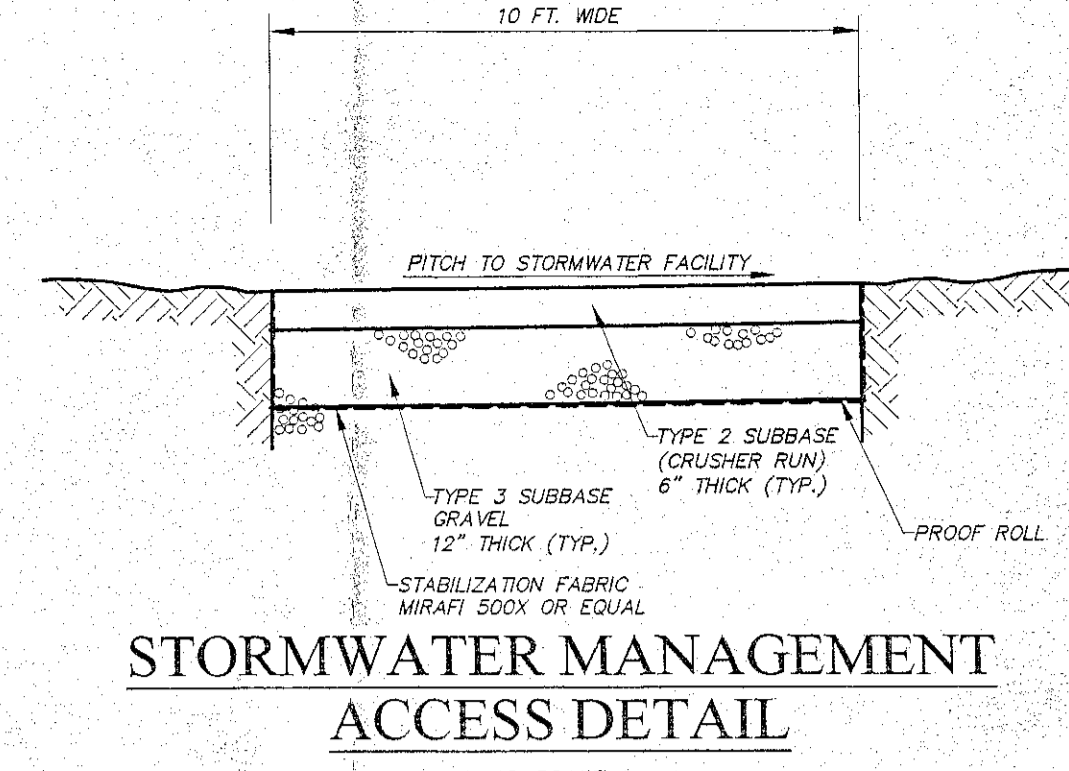 10 FT. WIDE
PITCH TO STORMWATER FACILITY
TYPE 2 SUBBASE
(CRUSHER RUN)
6" THICK (TYP.)
TYPE 3 SUBBASE
GRAVEL
12" THICK (TYP.)
PROOF ROLL
STABILIZATION FABRIC
MIRAFI 500X OR EQUAL
STORMWATER MANAGEMENT
ACCESS DETAIL